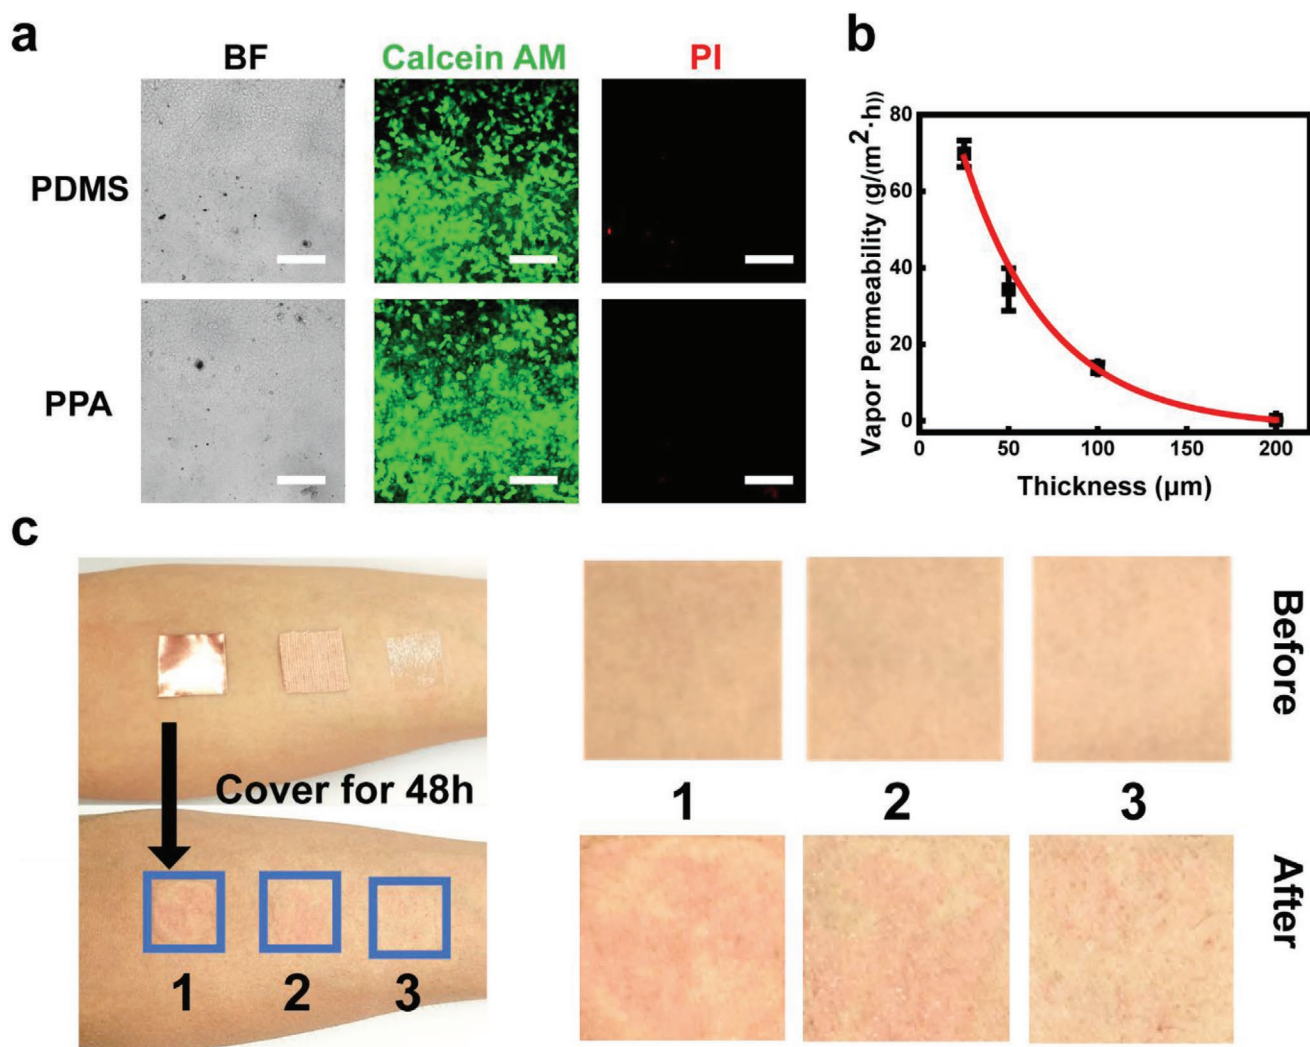 a
BF
Calcein AM
PI
PDMS
PPA
b
Vapor Permeability (g/(m²·h))
80
60
40
20
0
0
50
100
150
200
Thickness (μm)
c
Cover for 48h
1
2
3
Before
1
2
3
After